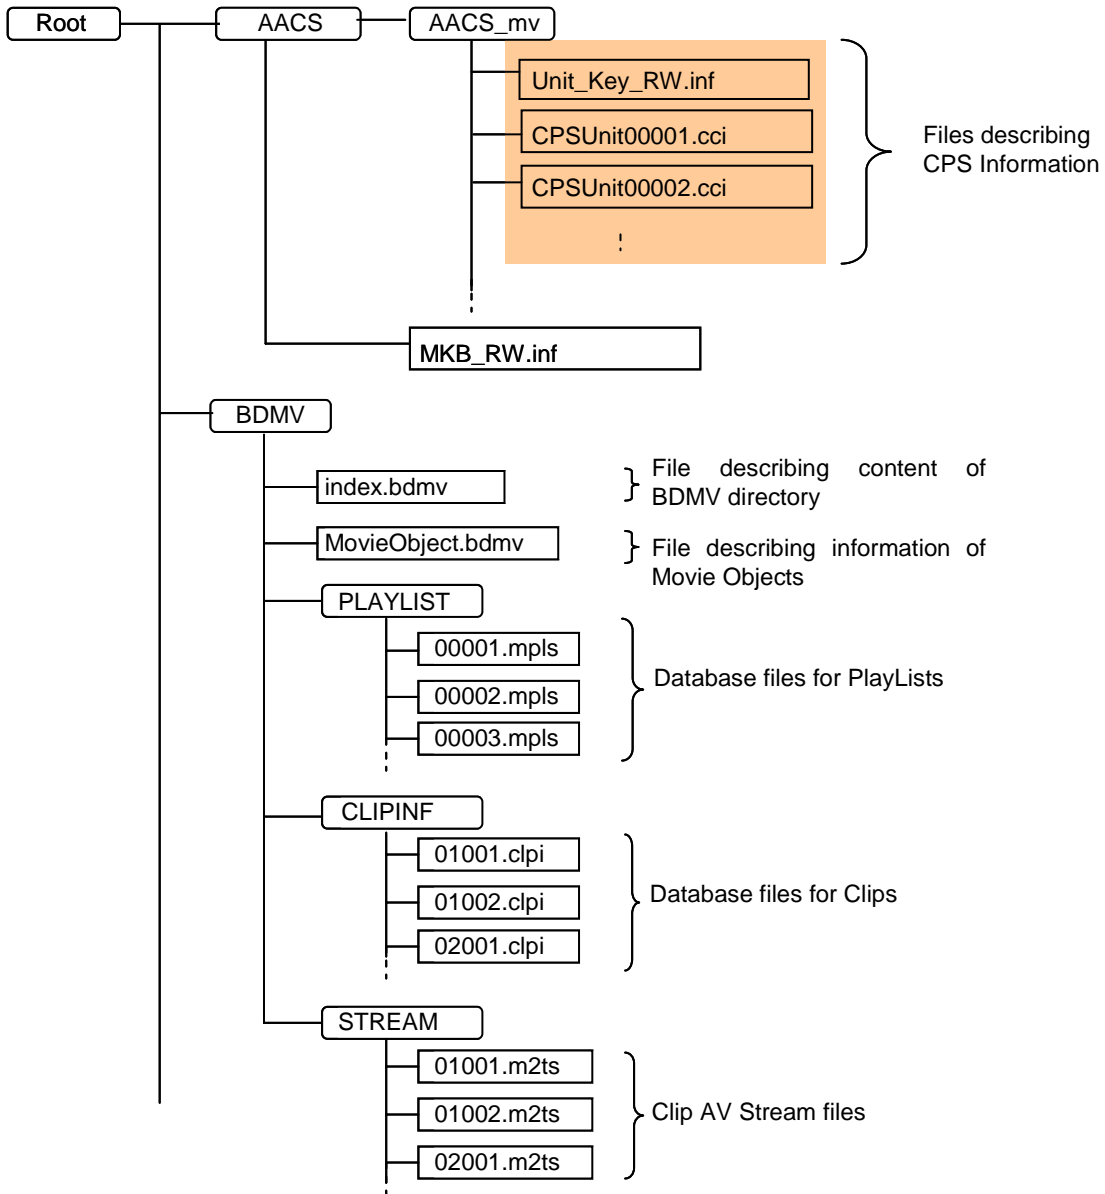 Root
AACS
AACS_mv
Unit_Key_RW.inf
CPSUnit00001.cci
CPSUnit00002.cci
Files describing
CPS Information
MKB_RW.inf
BDMV
index.bdmv
File describing content of
BDMV directory
MovieObject.bdmv
File describing information of
Movie Objects
PLAYLIST
00001.mpls
00002.mpls
00003.mpls
Database files for PlayLists
CLIPINF
01001.clpi
01002.clpi
02001.clpi
Database files for Clips
STREAM
01001.m2ts
01002.m2ts
02001.m2ts
Clip AV Stream files